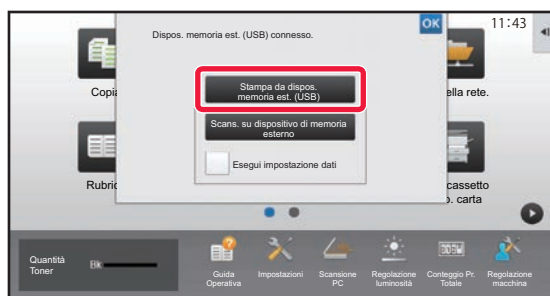 Dispos. memoria est. (USB) connesso.
OK
11:43
Stampa da dispos.
memoria est. (USB)
Scans. su dispositivo di memoria
esterno
Esegui impostazione dati
Copia
ella rete.
Rubric
cassetto
o. carta
Quantità
Toner
Bk
Guida
Operativa
Impostazioni
Scansione
PC
Regolazione
luminosità
Conteggio Pr.
Totale
Regolazione
macchina